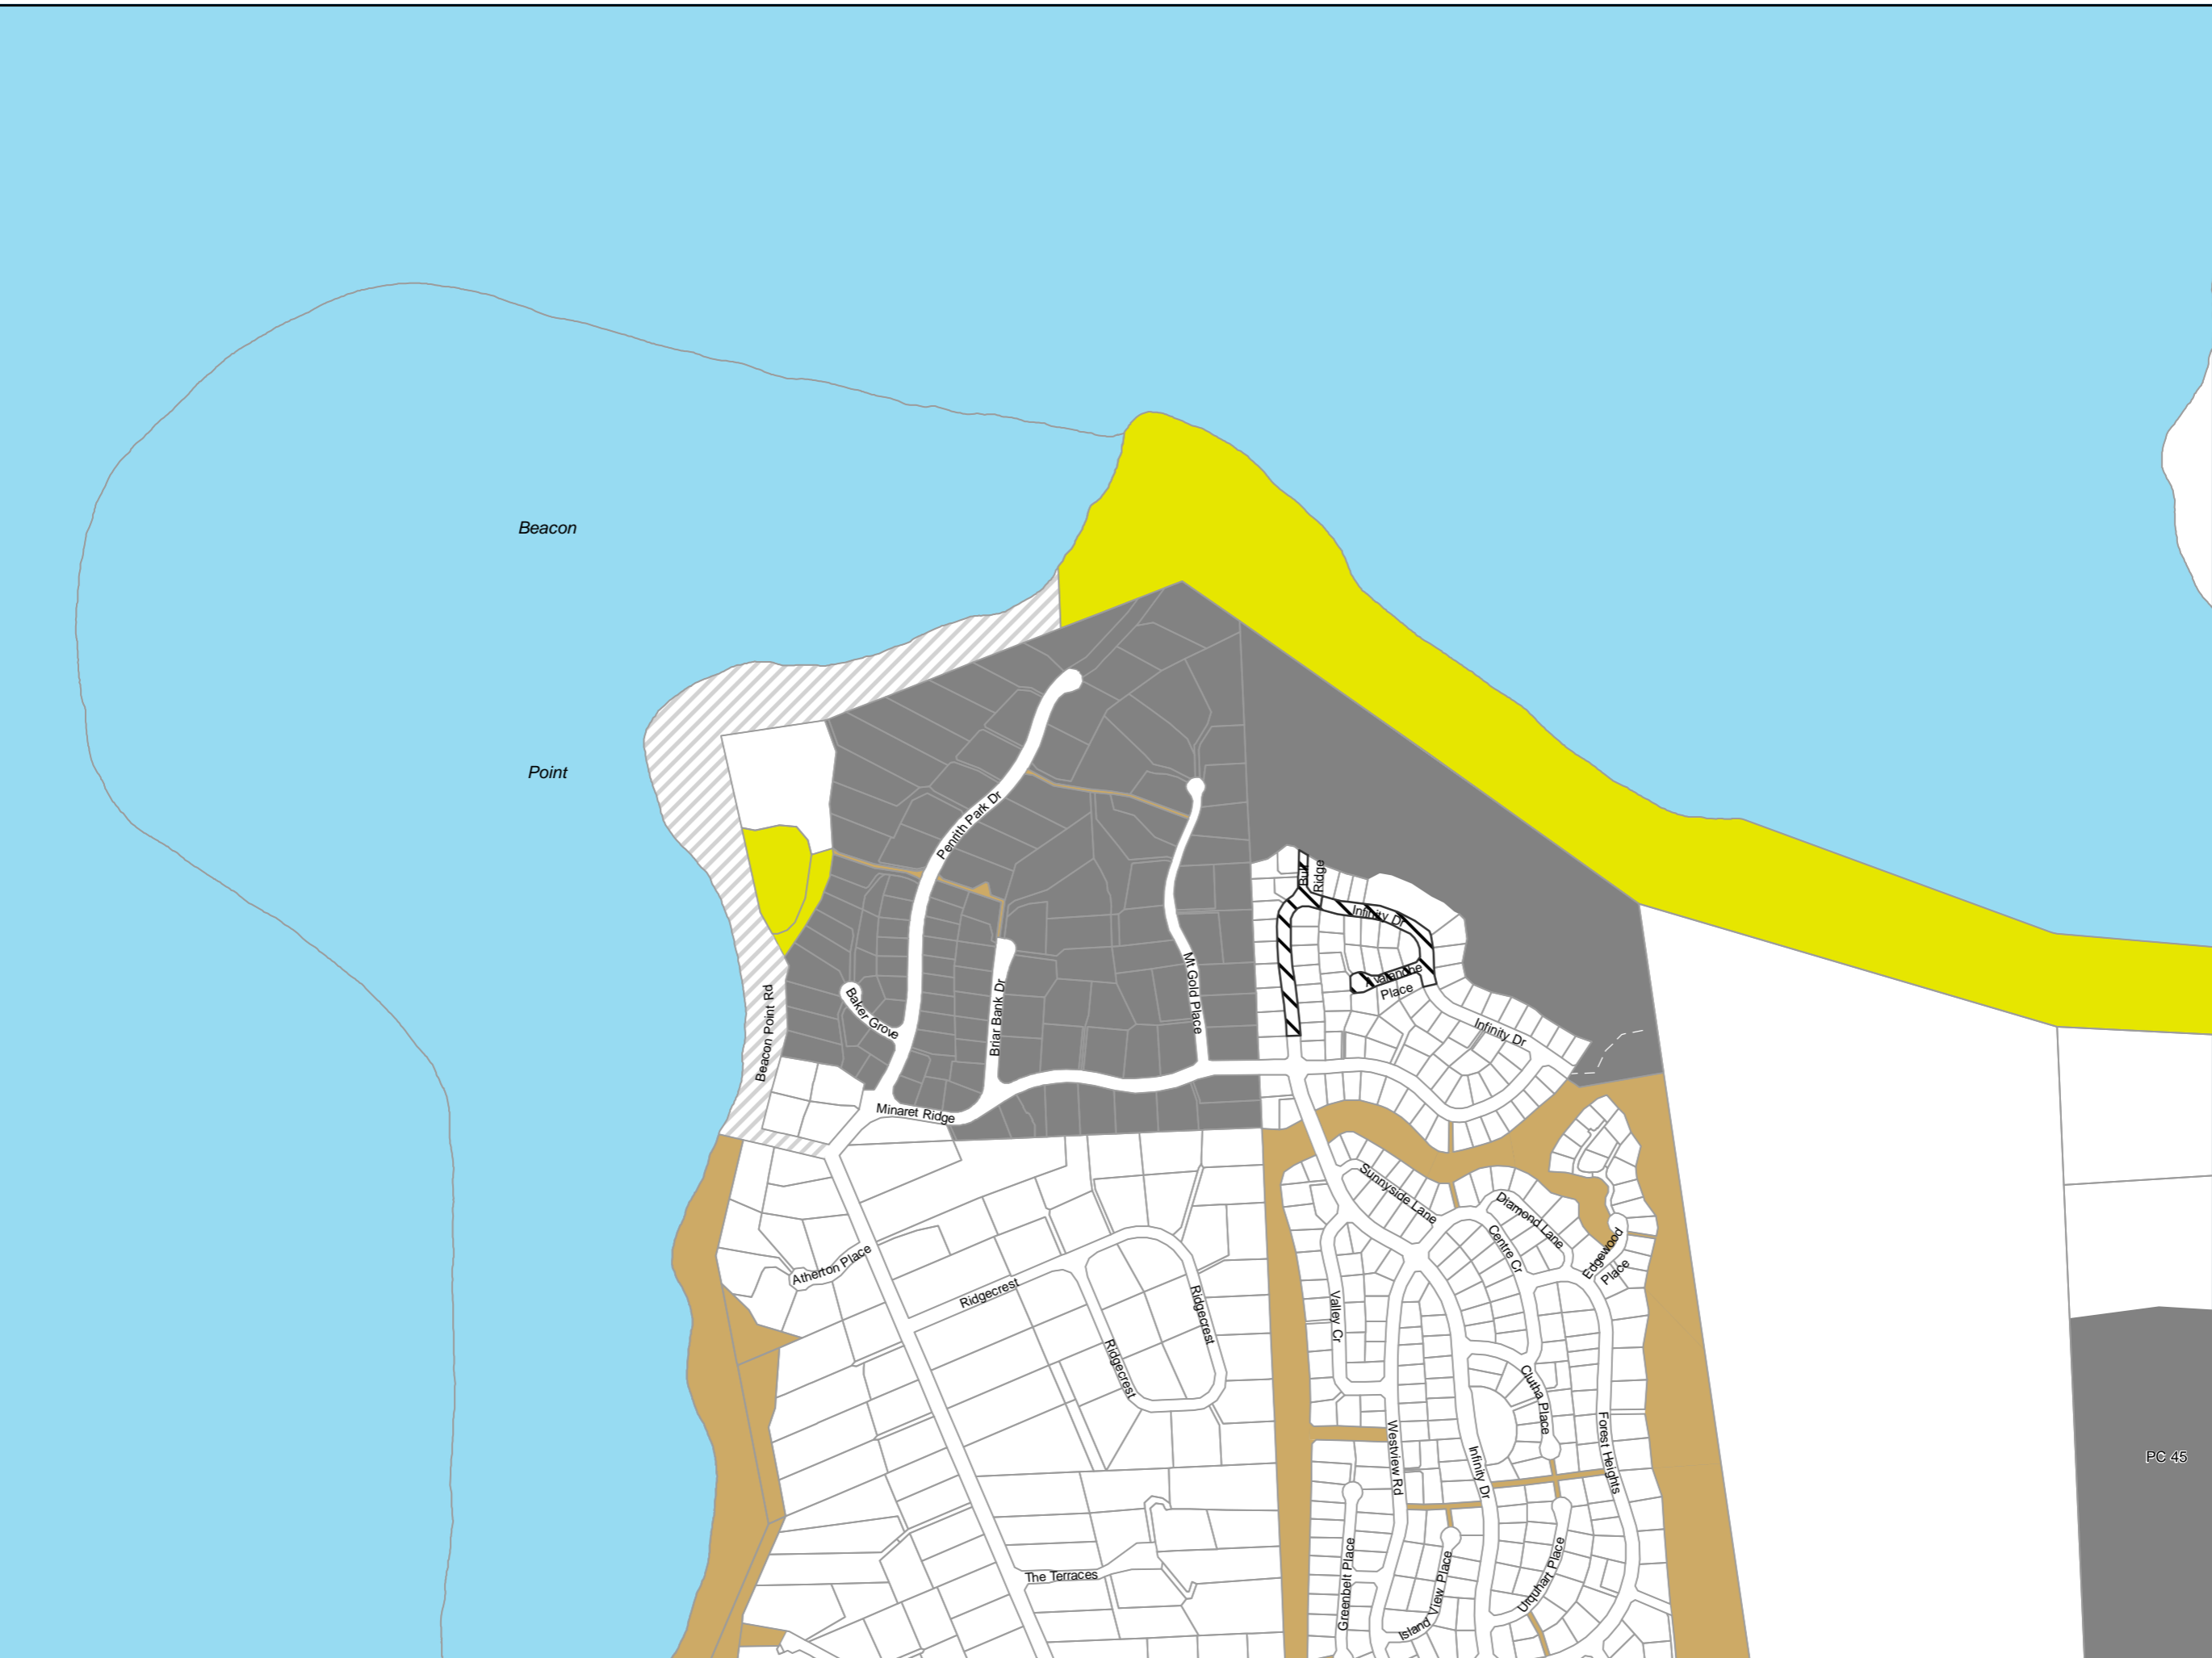 Beacon
Point
Penrith Park Dr
Ridge
Infinity Dr
Avalanche
Place
Mt Gold Place
Baker Grove
Briar Bank Dr
Beacon Point Rd
Infinity Dr
Minaret Ridge
Sunnyside Lane
Diamond Lane
Centre Cr
Edgewood
Place
Atherton Place
Ridgecrest
Ridgecrest
Ridgecrest
Valley Cr
Clutha Place
Forest Heights
Westview Rd
Infinity Dr
PC 45
The Terraces
Greenbelt Place
Island View Place
Urquhart Place